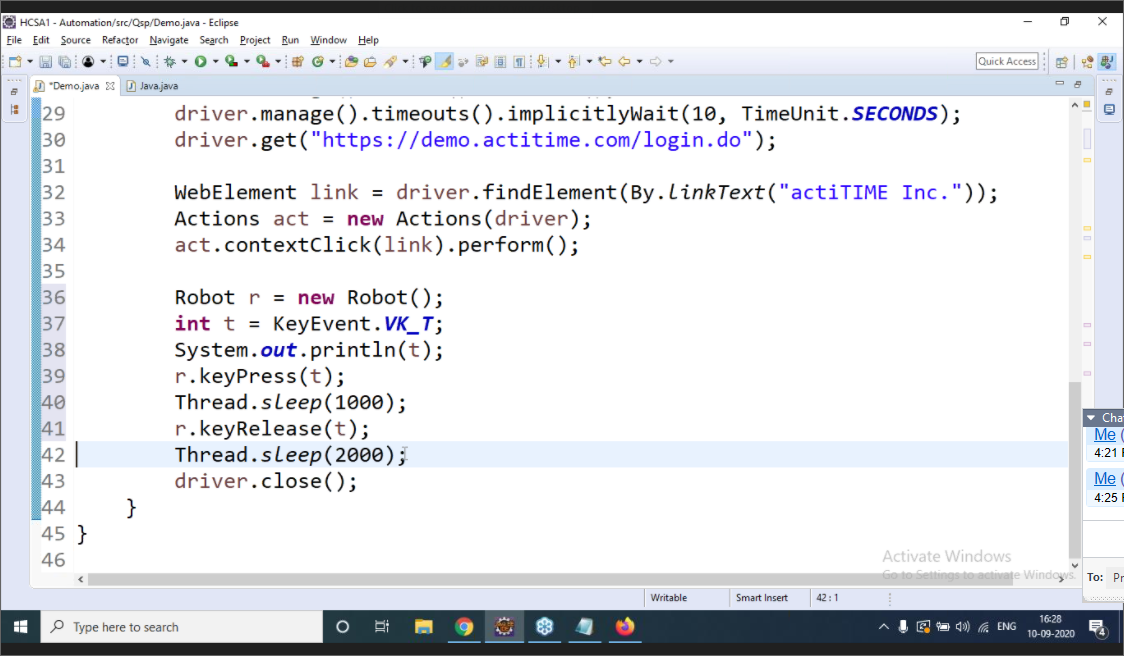 HCSA1 - Automation/src/Qsp/Demo.java - Eclipse
File Edit Source Refactor Navigate Search Project Run Window Help
Quick Access
*Demo.java Java.java
29 driver.manage().timeouts().implicitlyWait(10, TimeUnit.SECONDS);
30 driver.get("https://demo.actitime.com/login.do");
31
32 WebElement link = driver.findElement(By.linkText("actiTIME Inc."));
33 Actions act = new Actions(driver);
34 act.contextClick(link).perform();
35
36 Robot r = new Robot();
37 int t = KeyEvent.VK_T;
38 System.out.println(t);
39 r.keyPress(t);
40 Thread.sleep(1000);
41 r.keyRelease(t);
42 Thread.sleep(2000);
43 driver.close();
44 }
45 }
46
Cha
Me (
4:21 P
Me (
4:25 P
To: Pr
Activate Windows
Go to Settings to activate Windows.
Writable Smart Insert 42 : 1
Type here to search
ENG
16:28
10-09-2020
4